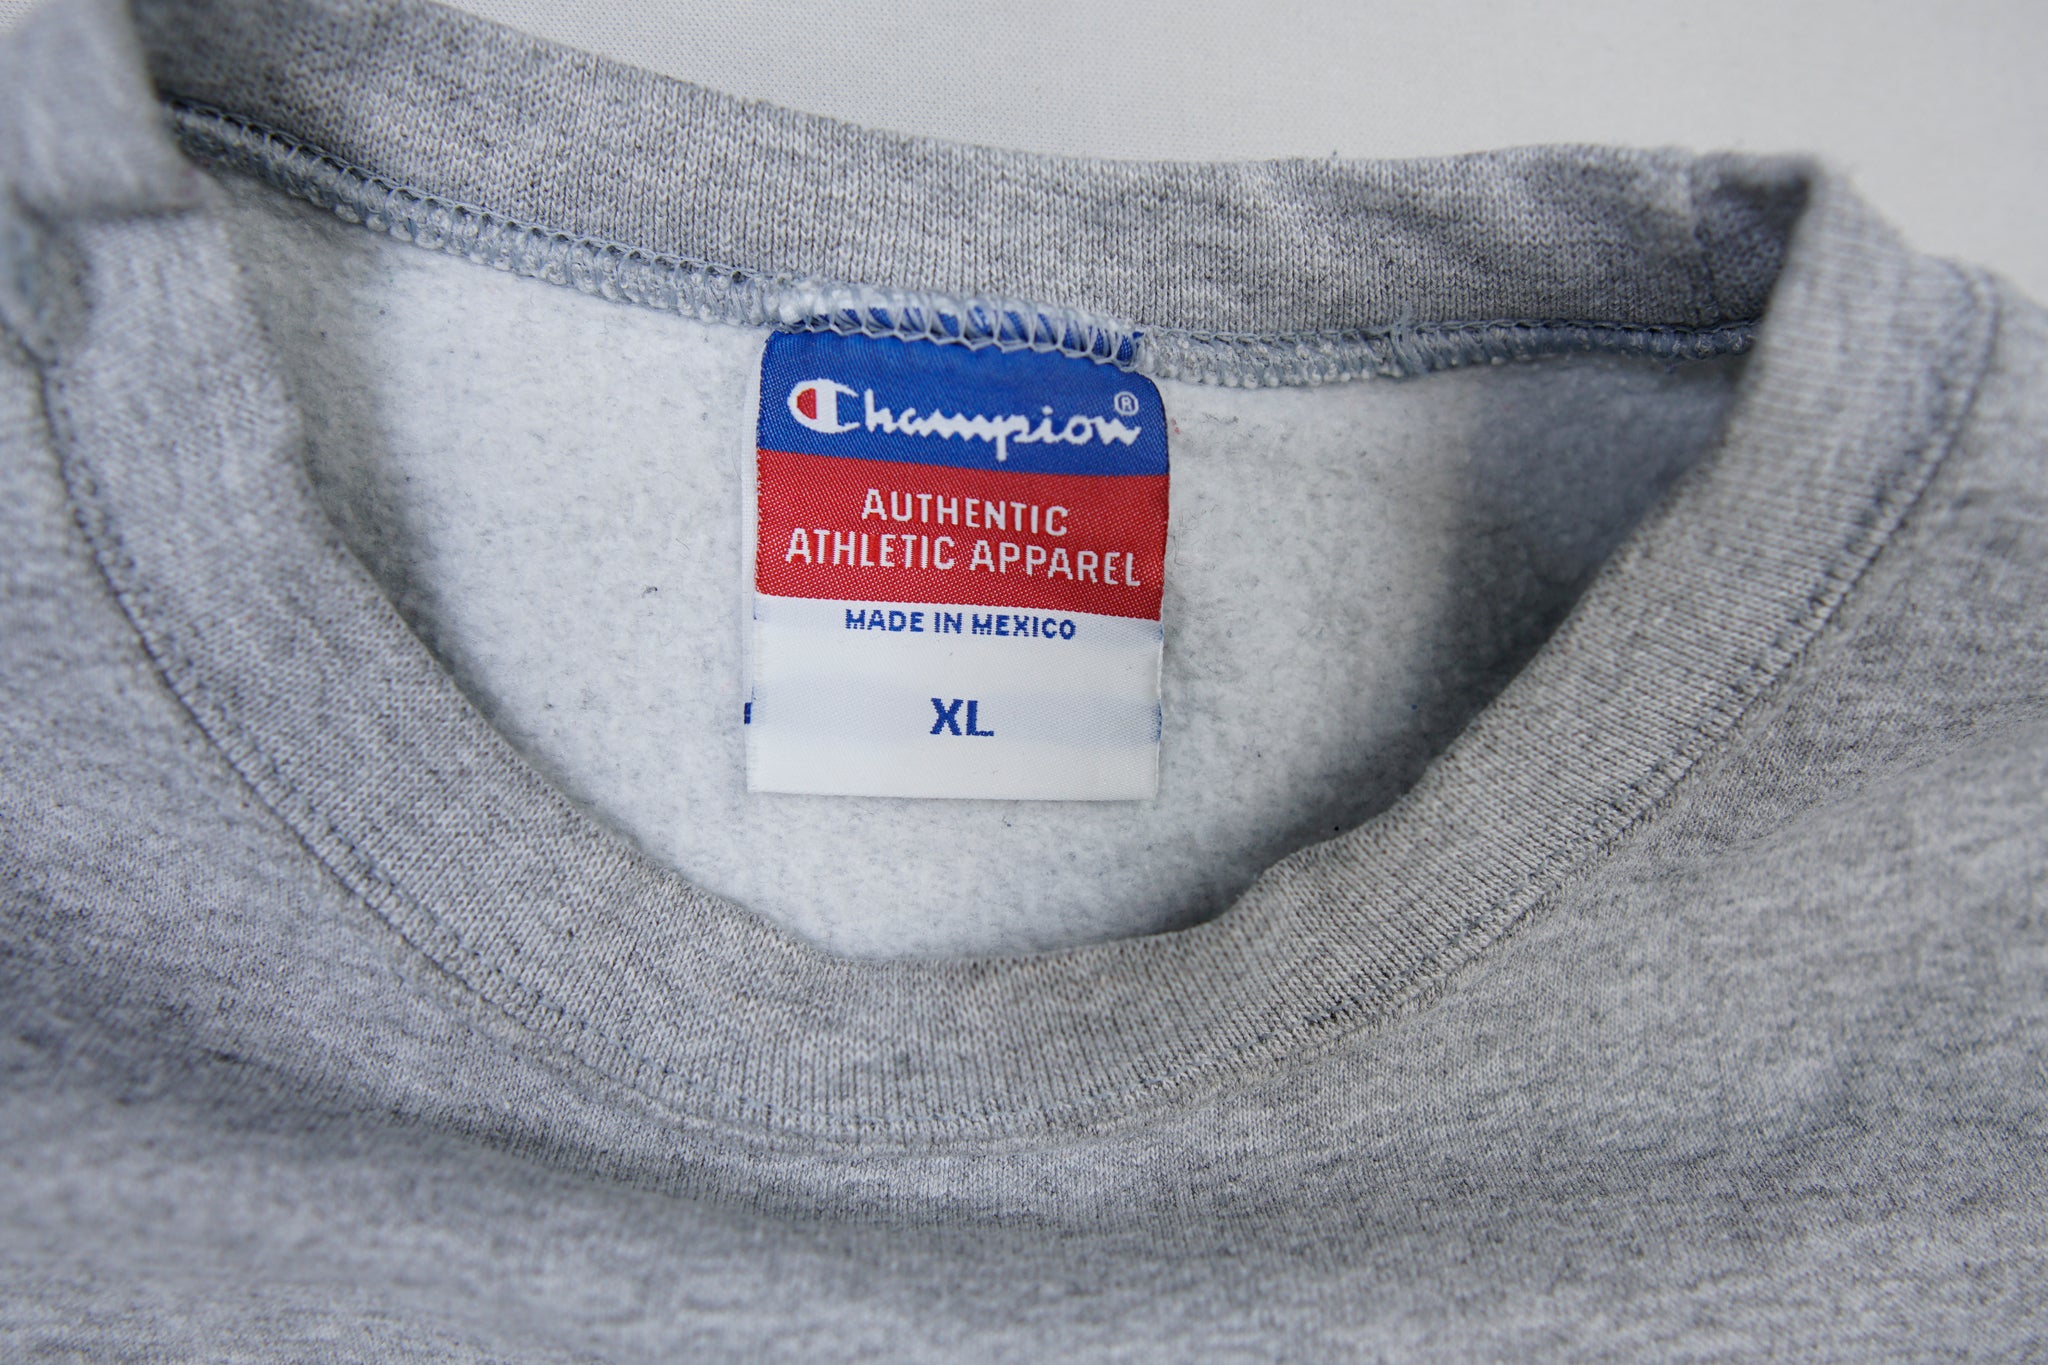 Champion®
AUTHENTIC
ATHLETIC APPAREL
MADE IN MEXICO
XL